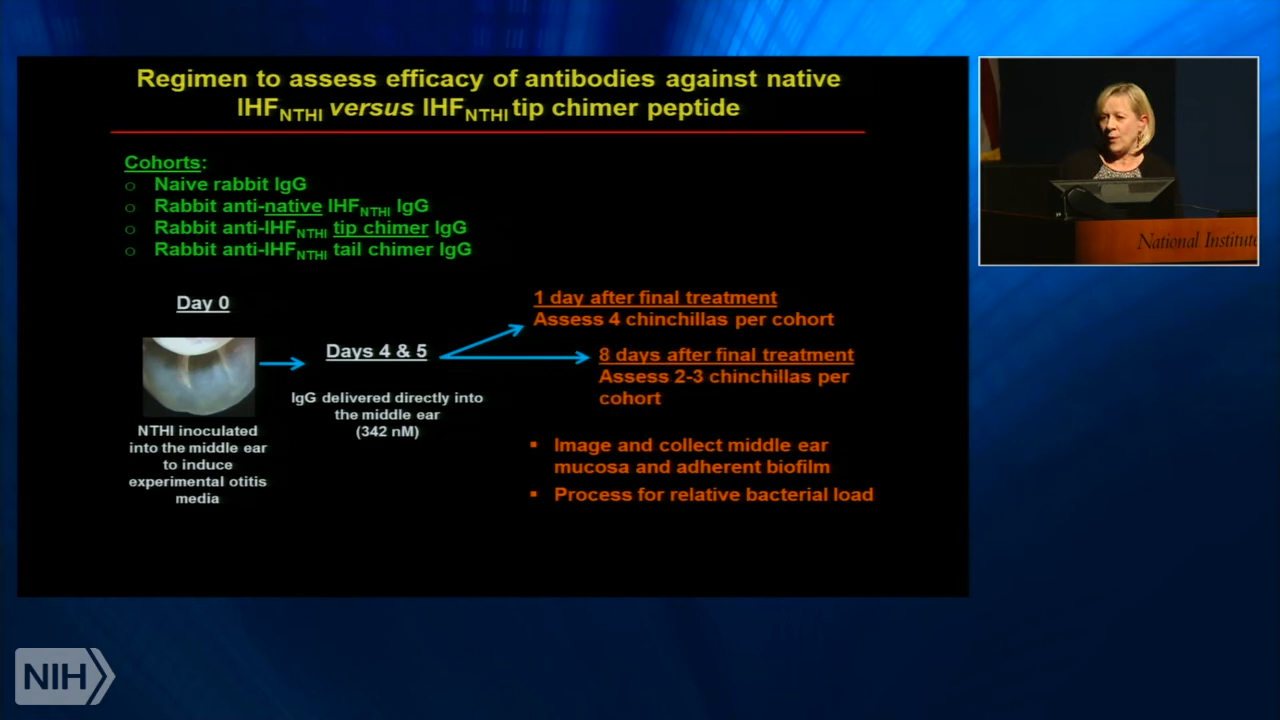 Regimen to assess efficacy of antibodies against native
IHFNTHI versus IHFNTHI tip chimer peptide
Cohorts:
o Naive rabbit IgG
o Rabbit anti-native IHFNTHI IgG
o Rabbit anti-IHFNTHI tip chimer IgG
o Rabbit anti-IHFNTHI tail chimer IgG
Day 0
NTHI inoculated
into the middle ear
to induce
experimental otitis
media
Days 4 & 5
IgG delivered directly into
the middle ear
(342 nM)
1 day after final treatment
Assess 4 chinchillas per cohort
8 days after final treatment
Assess 2-3 chinchillas per
cohort
▪ Image and collect middle ear
mucosa and adherent biofilm
▪ Process for relative bacterial load
National Institute
NIH